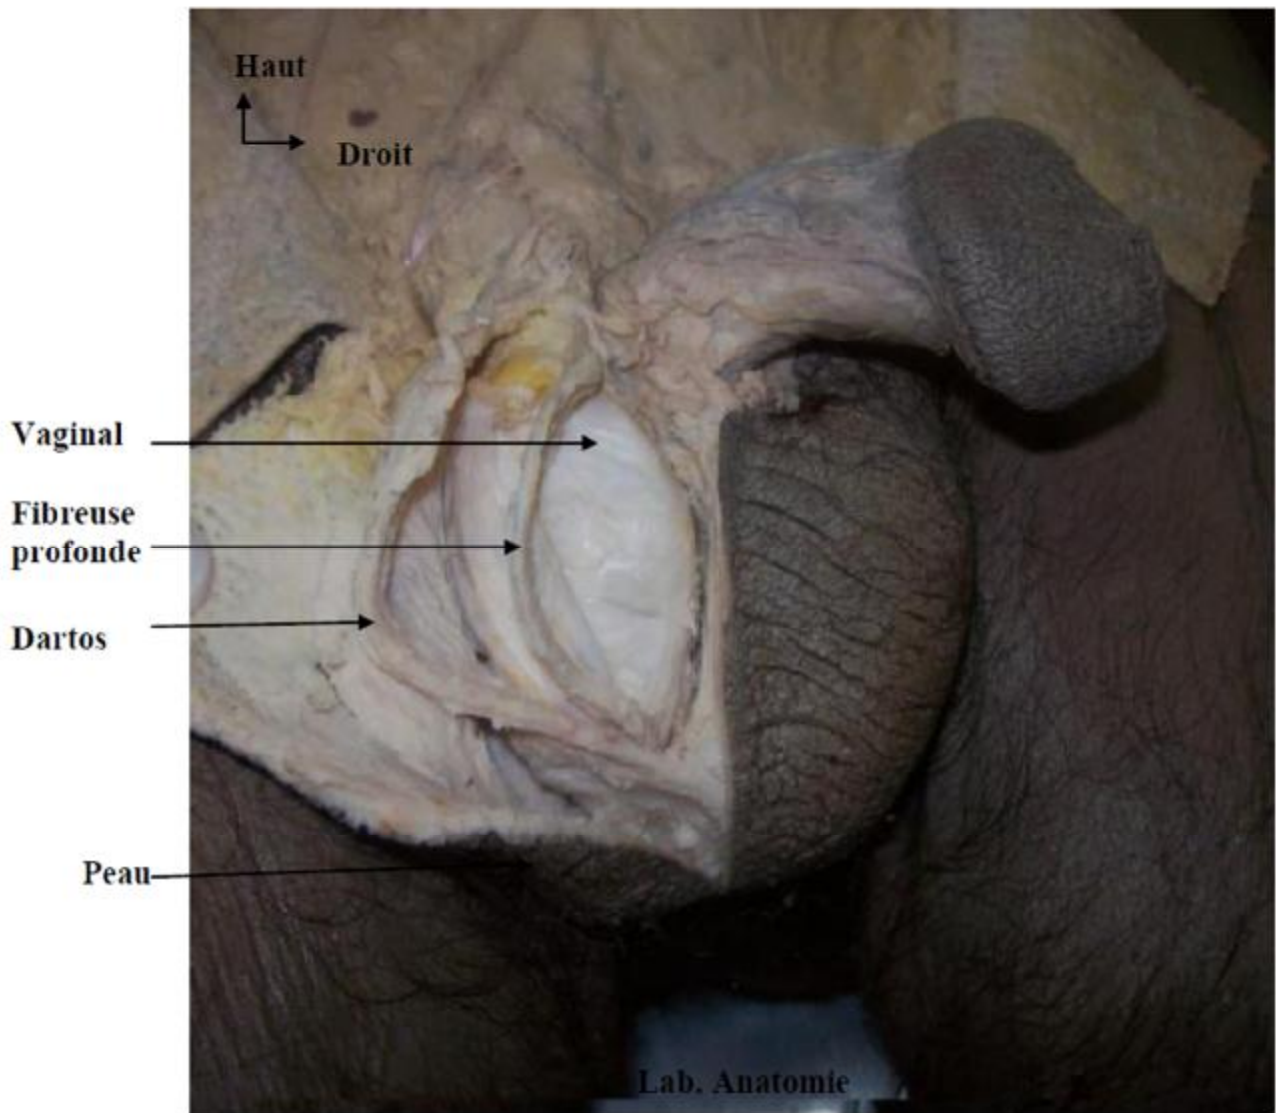 Haut
Droit
Vaginal
Fibreuse
profonde
Dartos
Peau
Lab. Anatomie